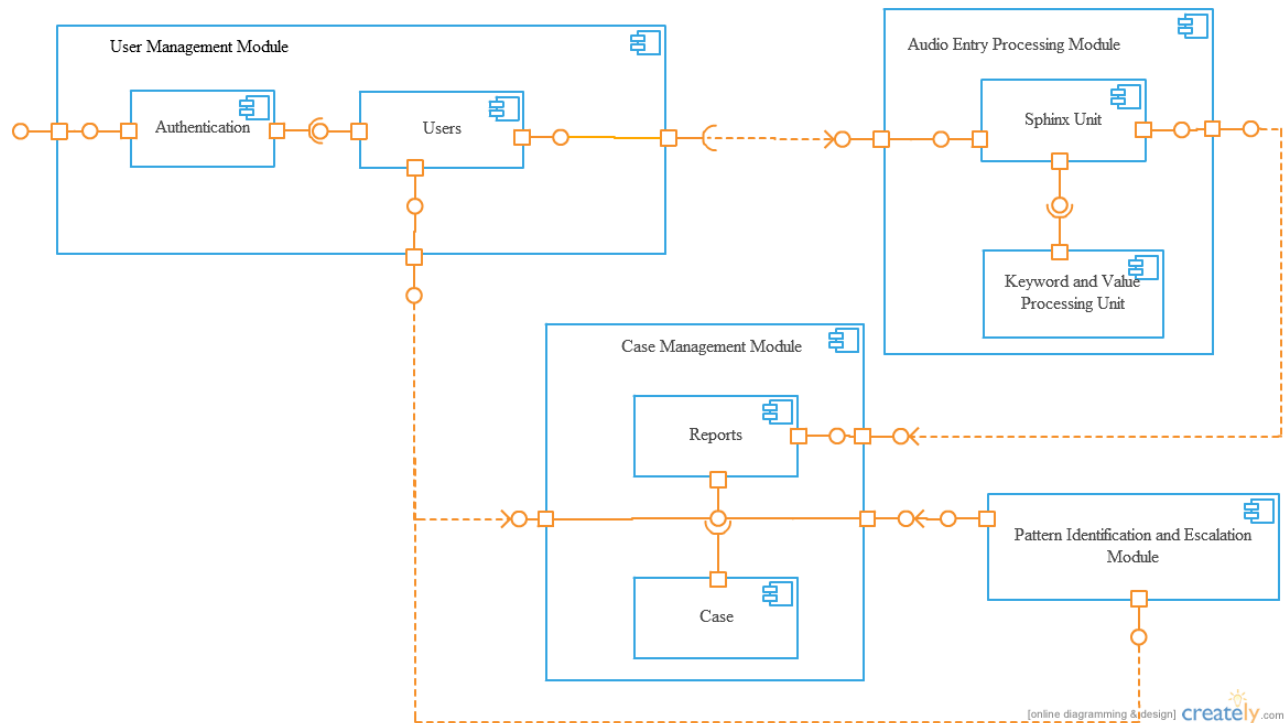 User Management Module
Authentication
Users
Audio Entry Processing Module
Sphinx Unit
Keyword and Value
Processing Unit
Case Management Module
Reports
Case
Pattern Identification and Escalation
Module
[online diagramming & design] creately.com